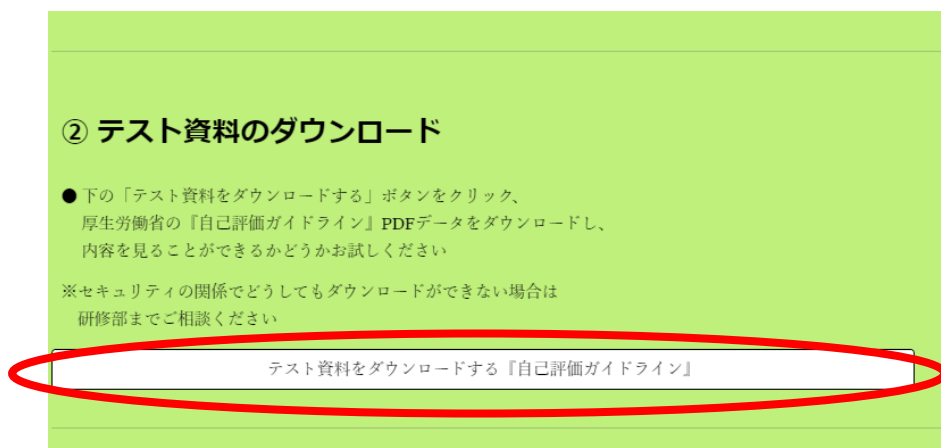 ② テスト資料のダウンロード
● 下の「テスト資料をダウンロードする」ボタンをクリック、
厚生労働省の『自己評価ガイドライン』PDFデータをダウンロードし、
内容を見ることができるかどうかお試しください
※セキュリティの関係でどうしてもダウンロードができない場合は
研修部までご相談ください
テスト資料をダウンロードする『自己評価ガイドライン』